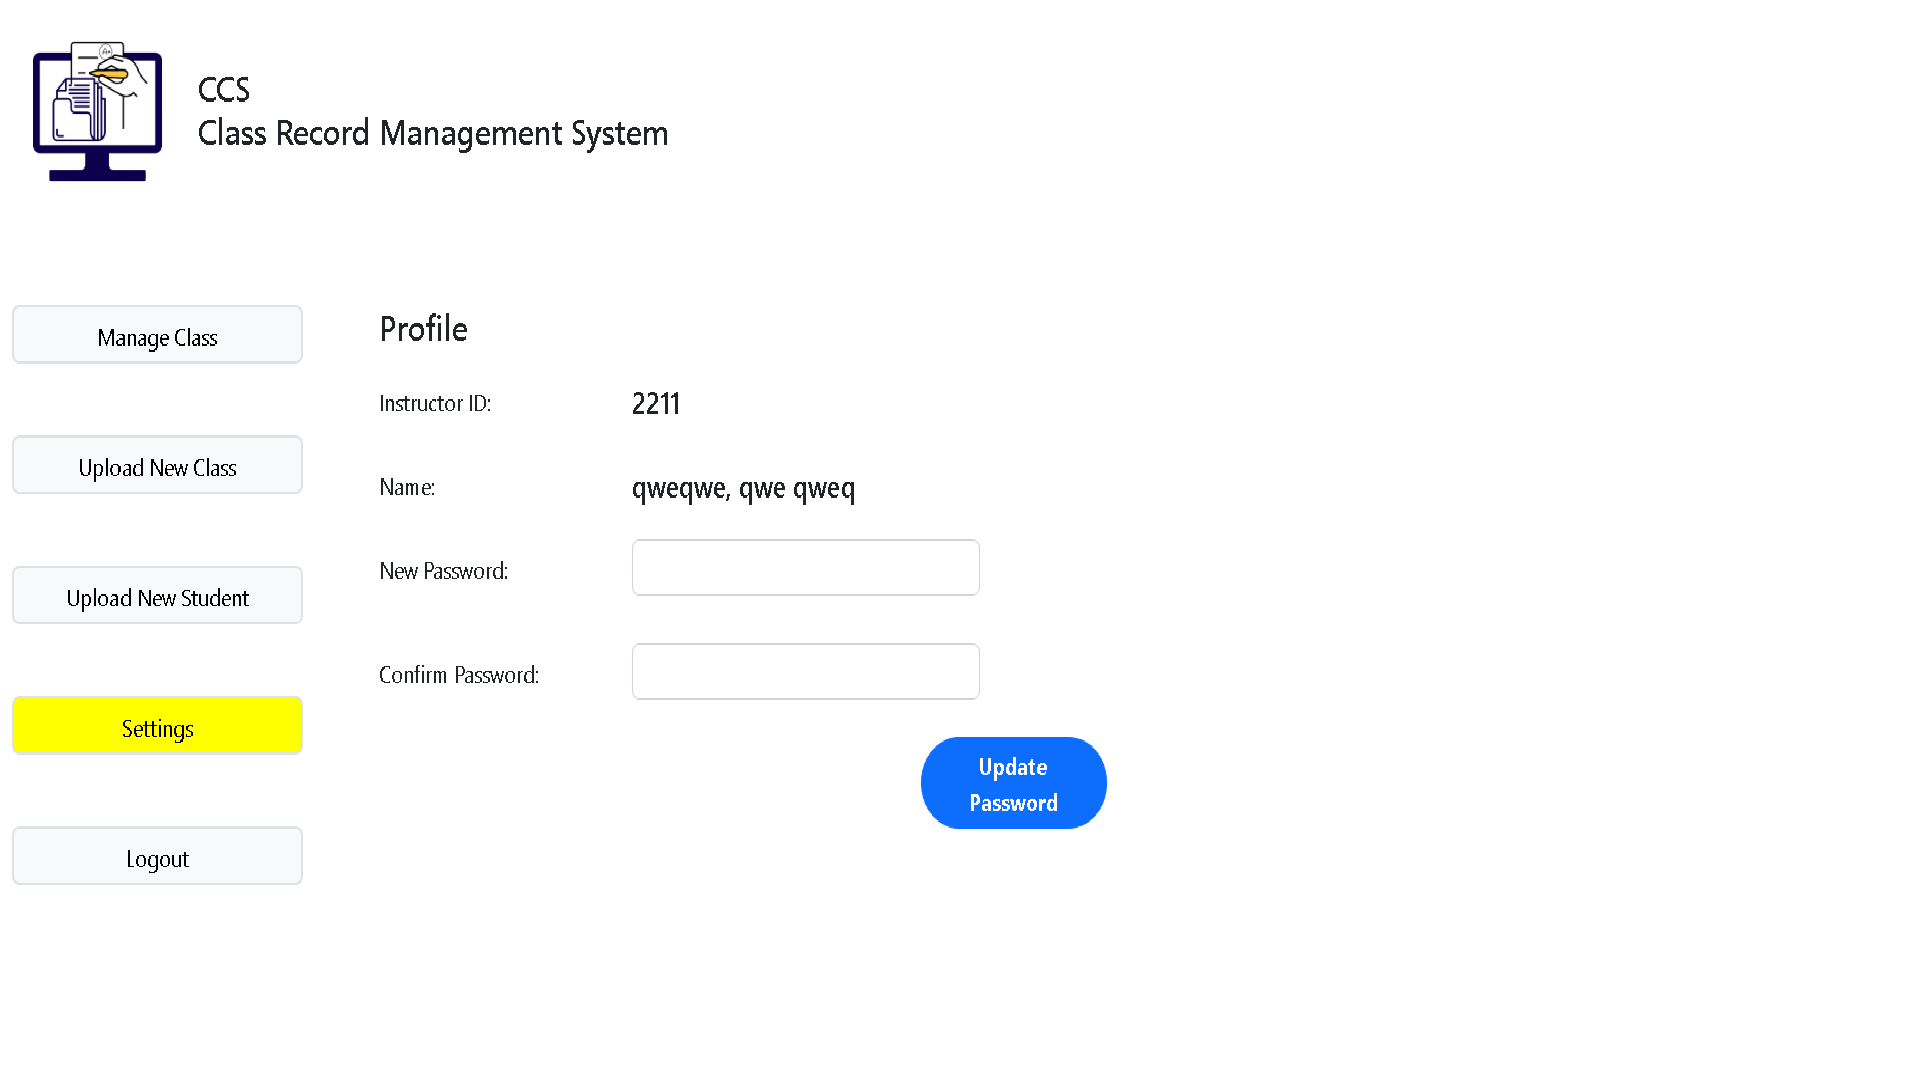 CCS
Class Record Management System
Manage Class
Upload New Class
Upload New Student
Settings
Logout
Profile
Instructor ID: 2211
Name: qweqwe, qwe qweq
New Password:
Confirm Password:
Update
Password